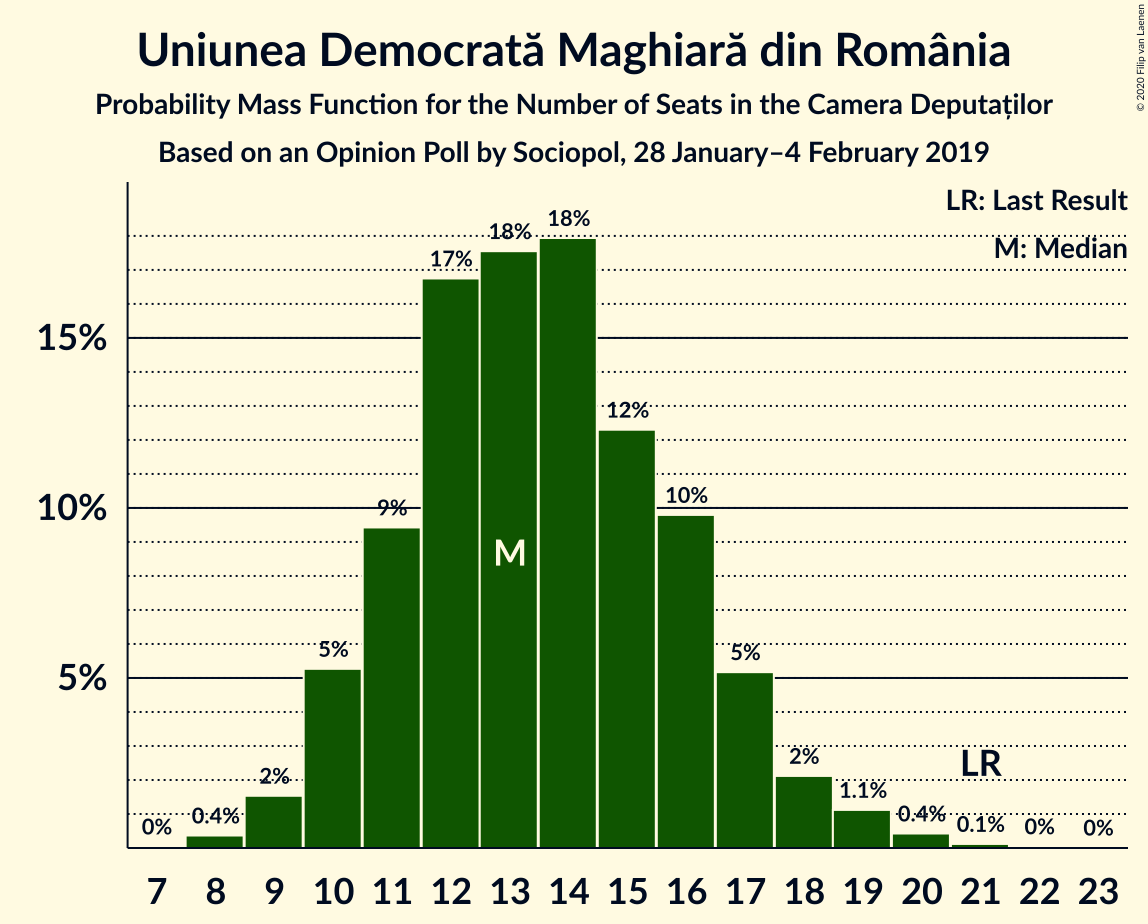 Uniunea Democrată Maghiară din România
Probability Mass Function for the Number of Seats in the Camera Deputaților
Based on an Opinion Poll by Sociopol, 28 January–4 February 2019
© 2020 Filip van Laenen
LR: Last Result
M: Median
15%
10%
5%
0%
0.4%
2%
5%
9%
17%
18%
18%
12%
10%
5%
2%
1.1%
0.4%
0.1%
0%
0%
M
LR
7 8 9 10 11 12 13 14 15 16 17 18 19 20 21 22 23